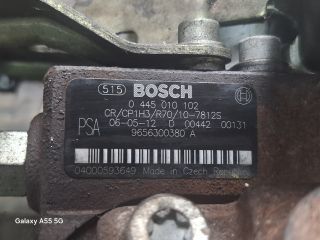 515 BOSCH
0 445 010 102
CR/CP1H3/R70/10-7812S
PSA 06-05-12 D 00442 00131
9656300380 A
04000593649 Made in Czech Republic
Galaxy A55 5G